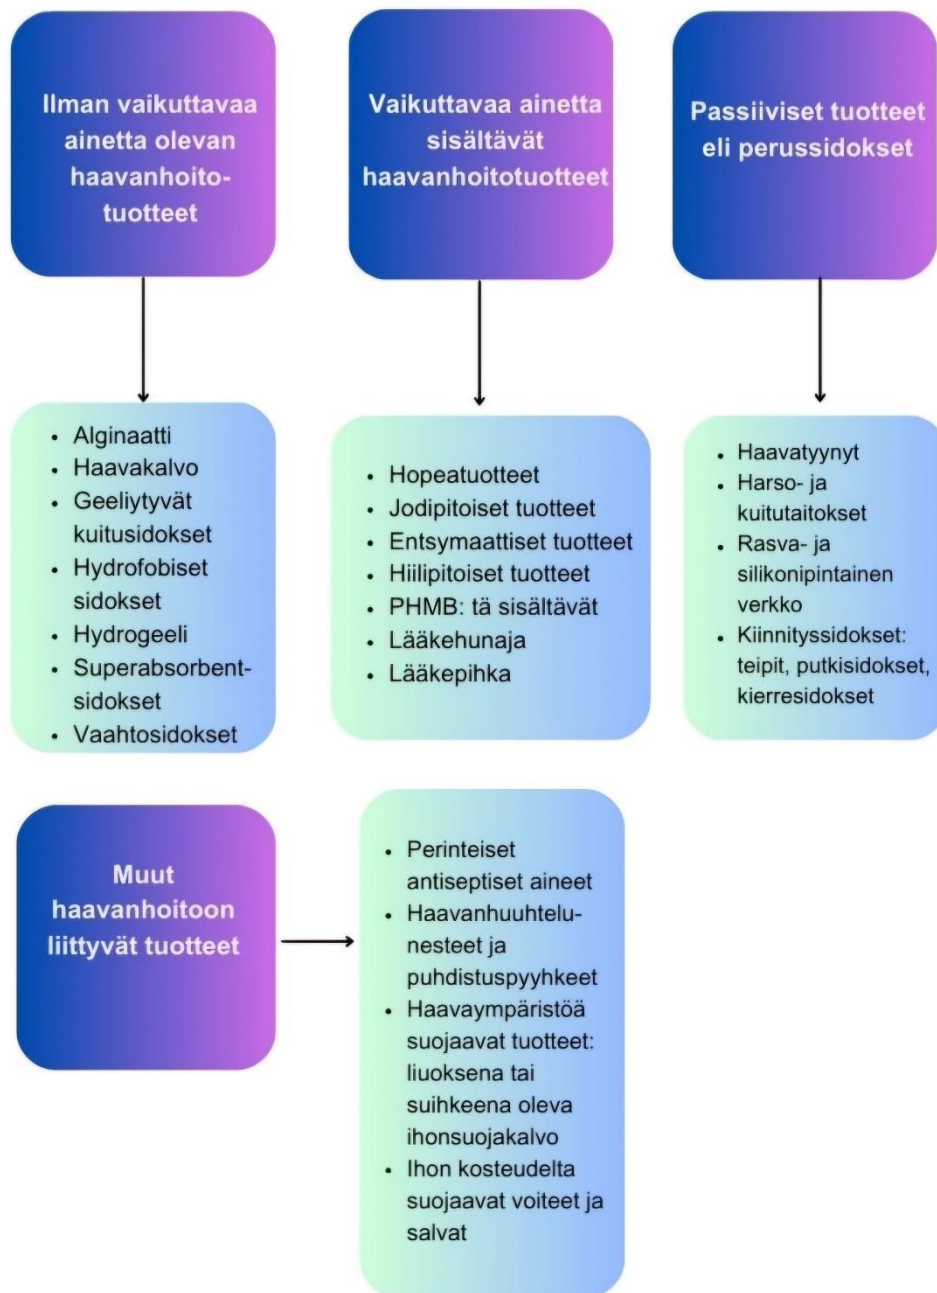 Ilman vaikuttavaa
ainetta olevan
haavanhoito-
tuotteet
Vaikuttavaa ainetta
sisältävät
haavanhoitotuotteet
Passiiviset tuotteet
eli perussidokset
• Alginaatti
• Haavakalvo
• Geeliytyvät
kuitusidokset
• Hydrofobiset
sidokset
• Hydrogeeli
• Superabsorbent-
sidokset
• Vaahtosidokset
• Hopeatuotteet
• Jodipitoiset tuotteet
• Entsymaattiset tuotteet
• Hiilipitoiset tuotteet
• PHMB: tä sisältävät
• Lääkehunaja
• Lääkepihka
• Haavatyynyt
• Harso- ja
kuitutaitokset
• Rasva- ja
silikonipintainen
verkko
• Kiinnityssidokset:
teipit, putkisidokset,
kierresidokset
Muut
haavanhoitoon
liittyvät tuotteet
• Perinteiset
antiseptiset aineet
• Haavanhuuhtelu-
nesteet ja
puhdistuspyyhkeet
• Haavaympäristöä
suojaavat tuotteet:
liuoksena tai
suihkeena oleva
ihonsuojakalvo
• Ihon kosteudelta
suojaavat voiteet ja
salvat